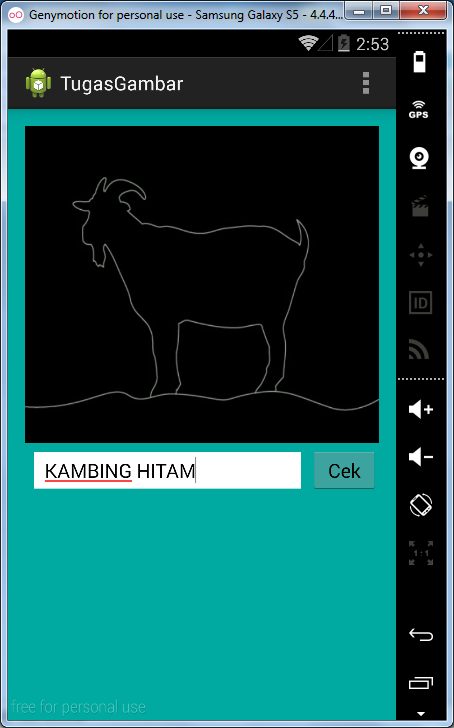 Genymotion for personal use - Samsung Galaxy S5 - 4.4.4...
2:53
TugasGambar
GPS
ID
KAMBING HITAM
Cek
1:1
free for personal use